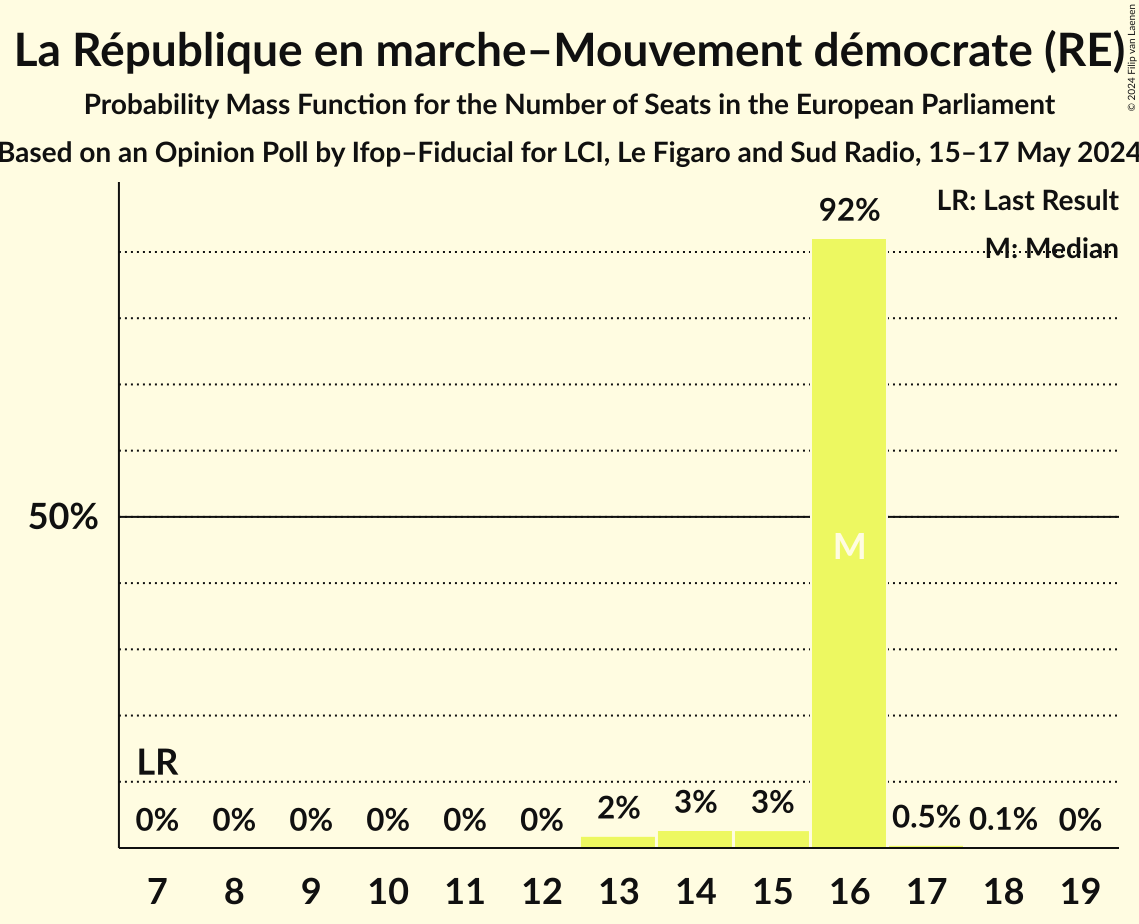 La République en marche–Mouvement démocrate (RE)
© 2024 Filip van Laenen
Probability Mass Function for the Number of Seats in the European Parliament
Based on an Opinion Poll by Ifop–Fiducial for LCI, Le Figaro and Sud Radio, 15–17 May 2024
LR: Last Result
M: Median
92%
50%
M
LR
0% 0% 0% 0% 0% 0% 2% 3% 3% 0.5% 0.1% 0%
7 8 9 10 11 12 13 14 15 16 17 18 19